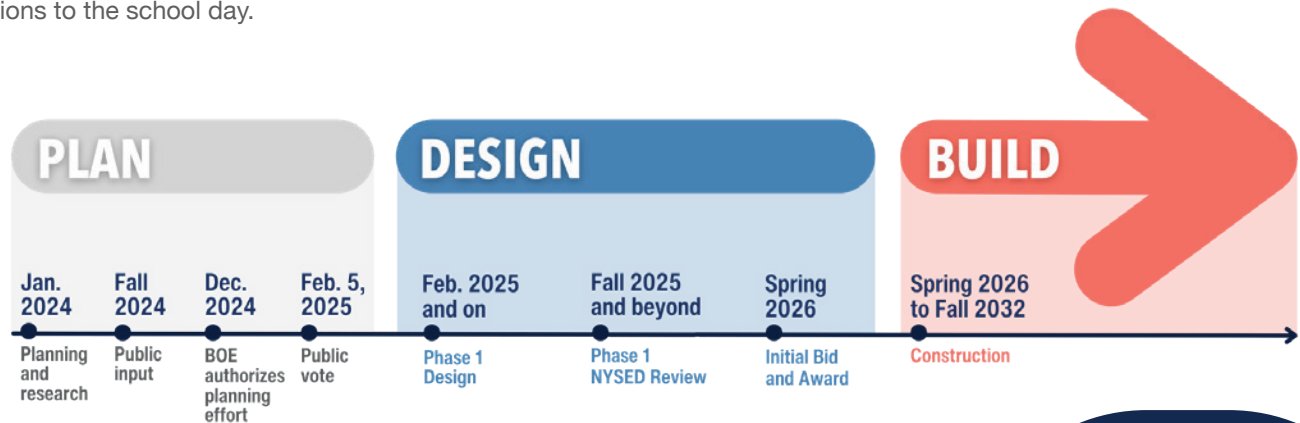 ions to the school day.
PLAN
DESIGN
BUILD
Jan.
2024
Fall
2024
Dec.
2024
Feb. 5,
2025
Feb. 2025
and on
Fall 2025
and beyond
Spring
2026
Spring 2026
to Fall 2032
Planning
and
research
Public
input
BOE
authorizes
planning
effort
Public
vote
Phase 1
Design
Phase 1
NYSED Review
Initial Bid
and Award
Construction